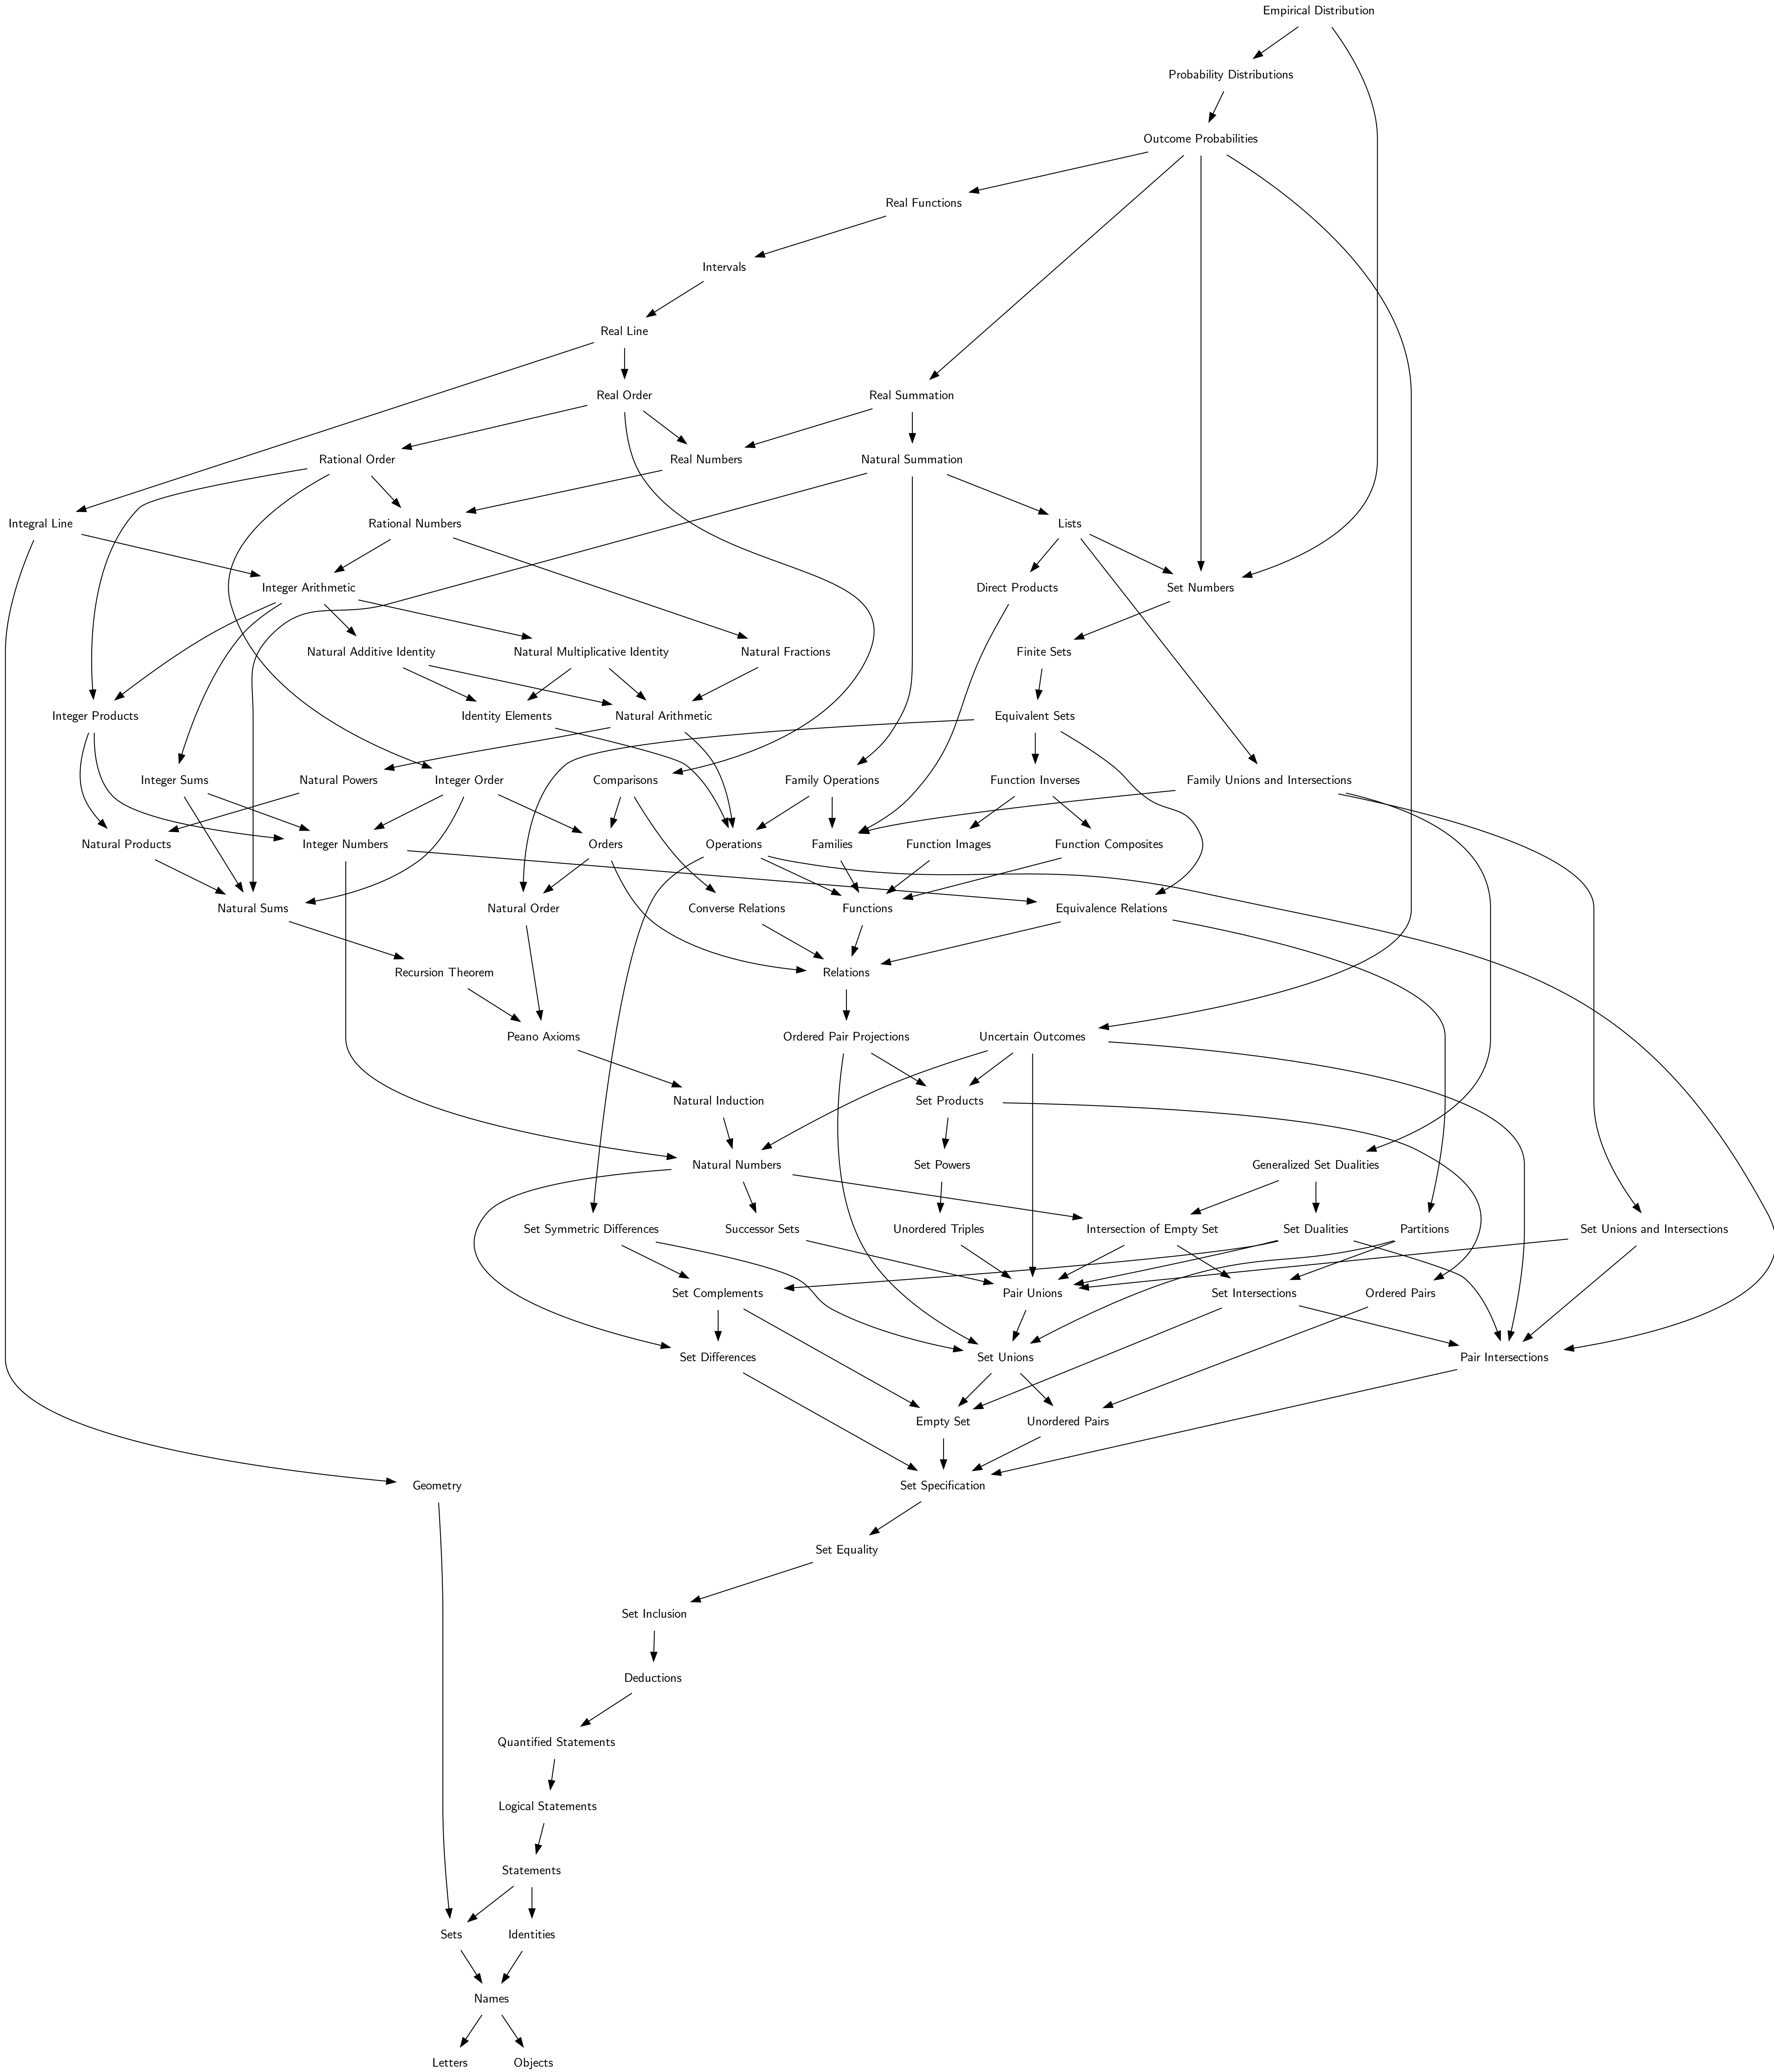 Empirical Distribution
Probability Distributions
Outcome Probabilities
Real Functions
Intervals
Real Line
Real Order
Real Summation
Rational Order
Real Numbers
Natural Summation
Integral Line
Rational Numbers
Lists
Integer Arithmetic
Direct Products
Set Numbers
Natural Additive Identity
Natural Multiplicative Identity
Natural Fractions
Finite Sets
Integer Products
Identity Elements
Natural Arithmetic
Equivalent Sets
Integer Sums
Natural Powers
Integer Order
Comparisons
Family Operations
Function Inverses
Family Unions and Intersections
Natural Products
Integer Numbers
Orders
Operations
Families
Function Images
Function Composites
Natural Sums
Natural Order
Converse Relations
Functions
Equivalence Relations
Recursion Theorem
Relations
Peano Axioms
Ordered Pair Projections
Uncertain Outcomes
Natural Induction
Set Products
Natural Numbers
Set Powers
Generalized Set Dualities
Set Symmetric Differences
Successor Sets
Unordered Triples
Intersection of Empty Set
Set Dualities
Partitions
Set Unions and Intersections
Set Complements
Pair Unions
Set Intersections
Ordered Pairs
Set Differences
Set Unions
Pair Intersections
Empty Set
Unordered Pairs
Geometry
Set Specification
Set Equality
Set Inclusion
Deductions
Quantified Statements
Logical Statements
Statements
Sets
Identities
Names
Letters
Objects